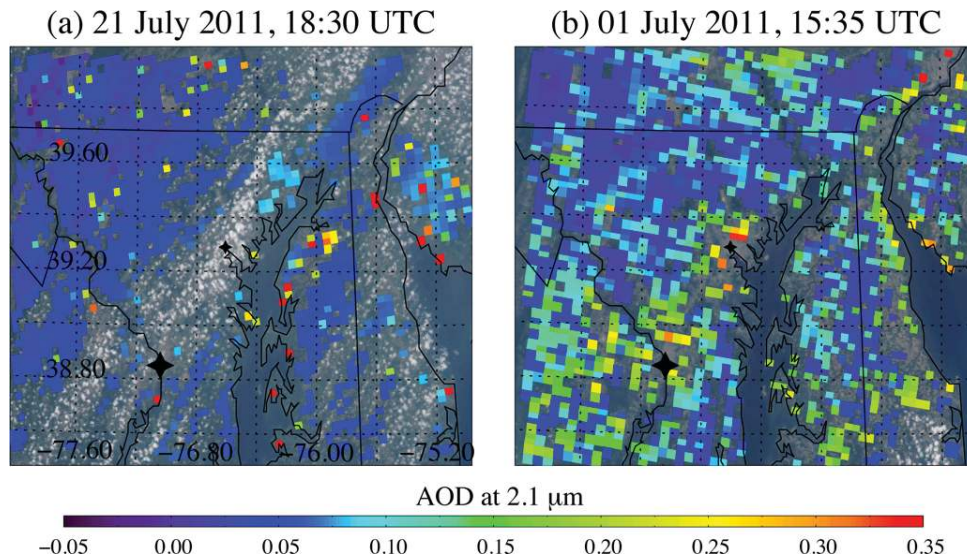 (a) 21 July 2011, 18:30 UTC
(b) 01 July 2011, 15:35 UTC
39.60
39.20
38.80
−77.60 −76.80 −76.00 −75.20
AOD at 2.1 μm
−0.05 0.00 0.05 0.10 0.15 0.20 0.25 0.30 0.35